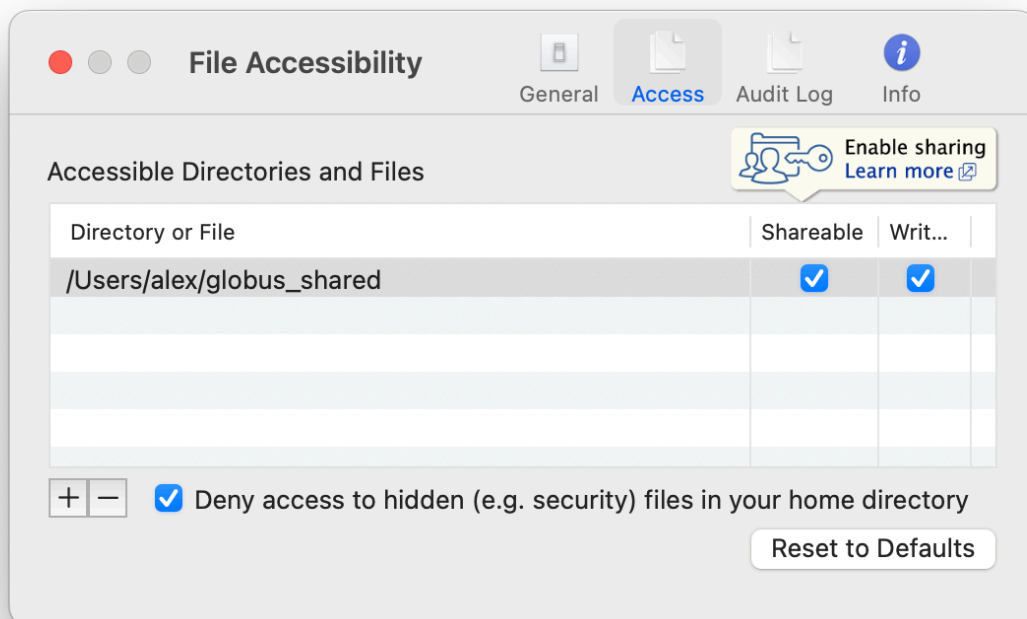 File Accessibility
General
Access
Audit Log
Info
Enable sharing
Learn more
Accessible Directories and Files
Directory or File
Shareable
Writ...
/Users/alex/globus_shared
Deny access to hidden (e.g. security) files in your home directory
Reset to Defaults